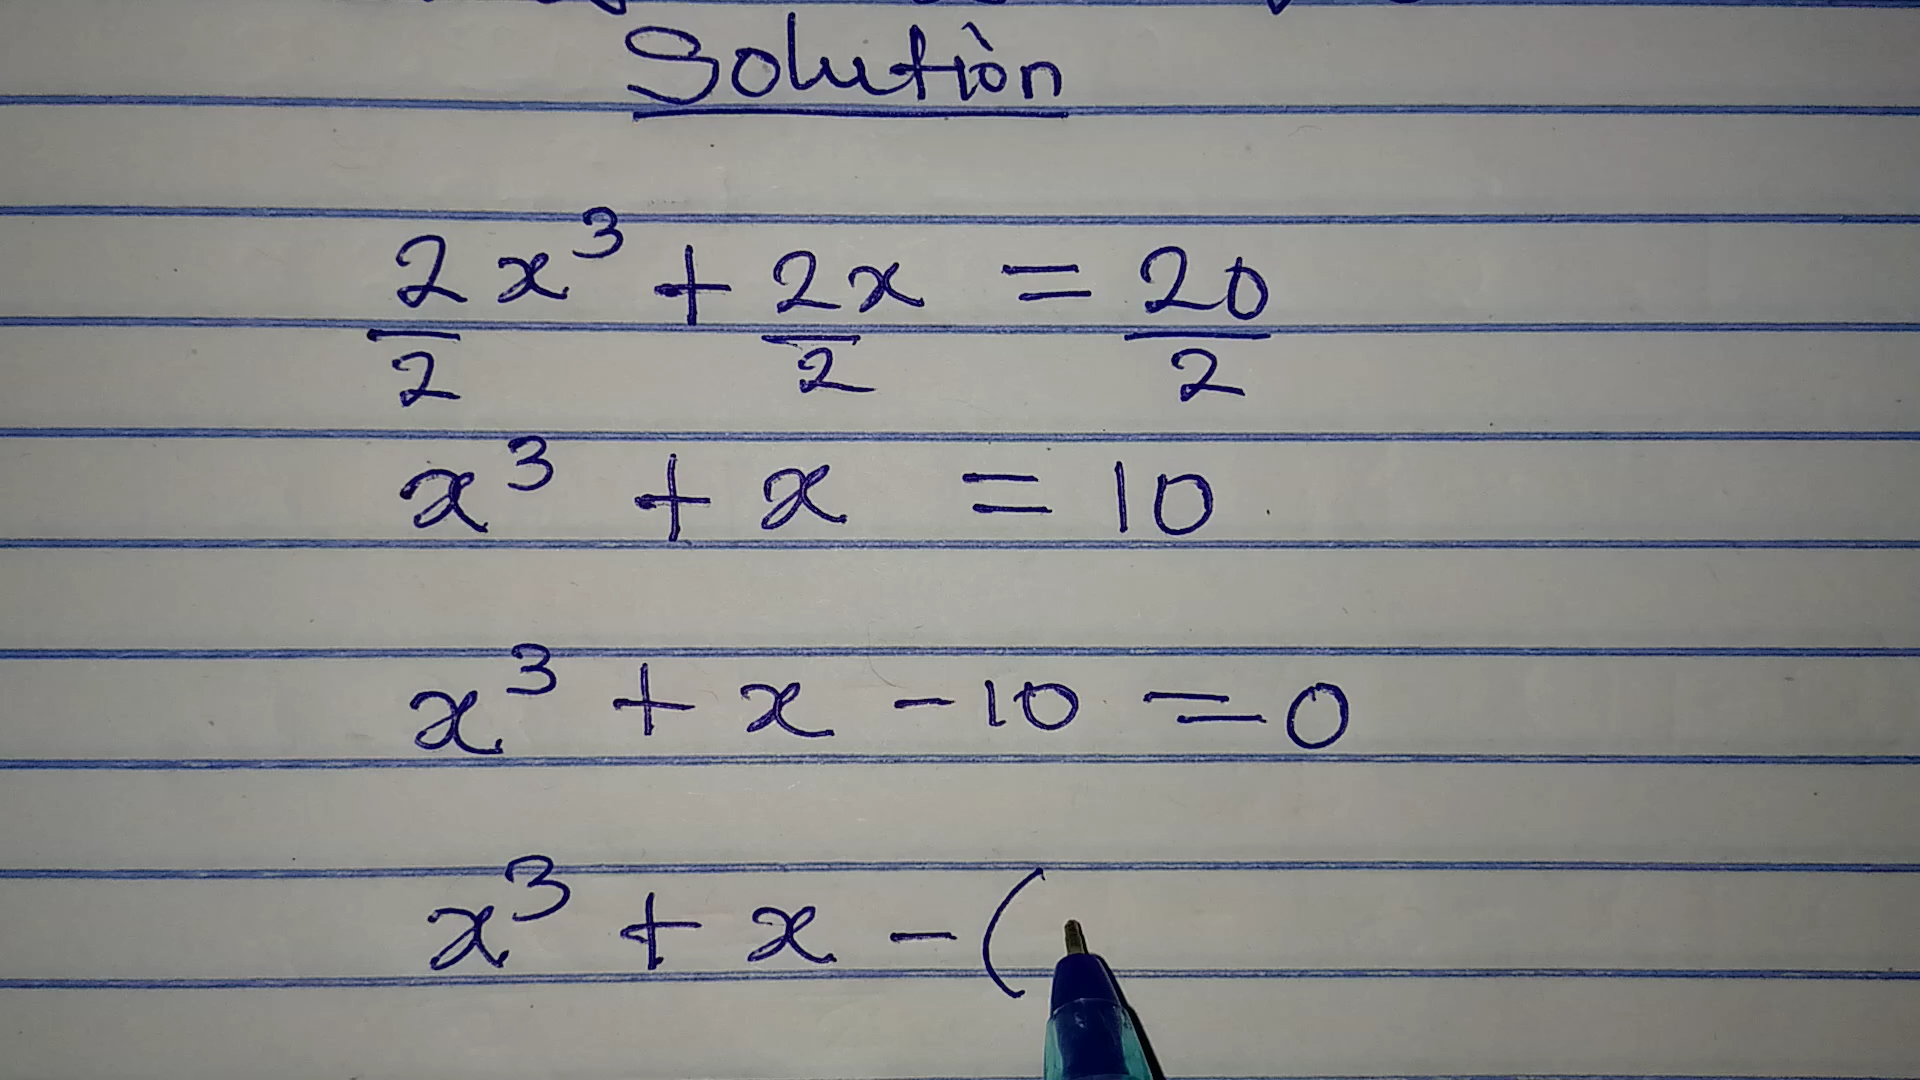 Solution
2x³ + 2x = 20
2 2 2
x³ + x = 10
x³ + x - 10 = 0
x³ + x - (